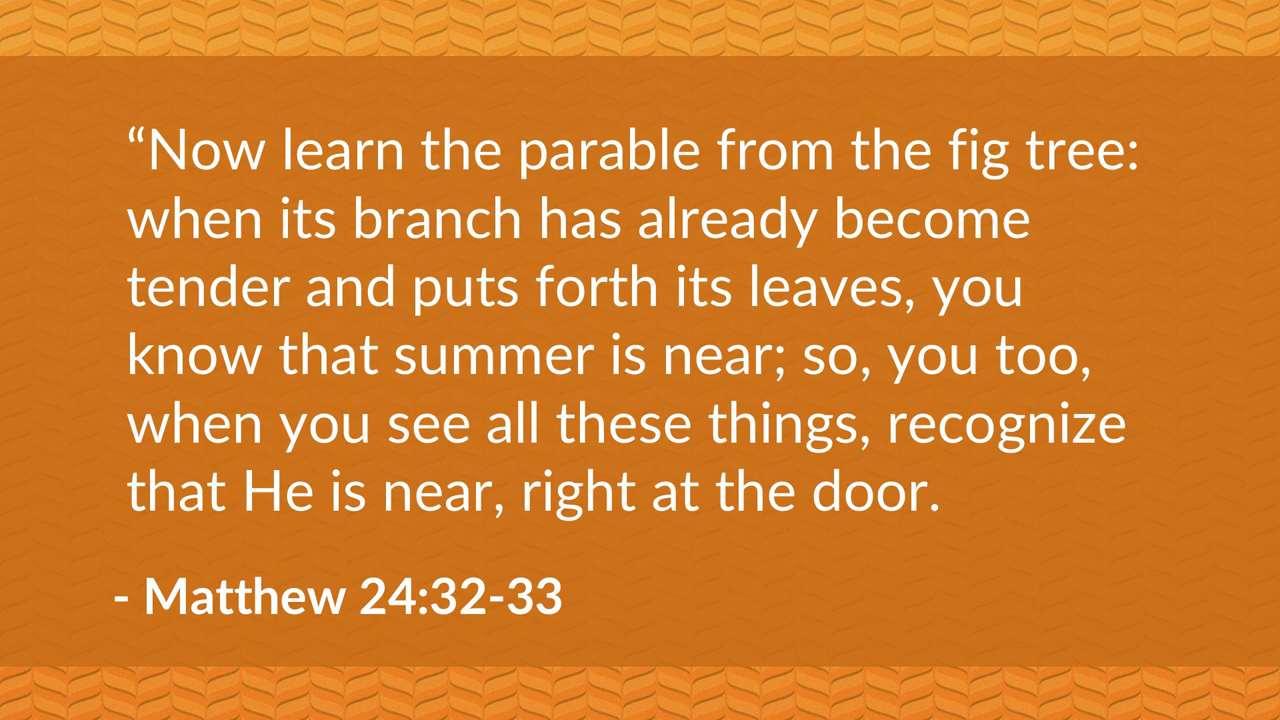 “Now learn the parable from the fig tree:
when its branch has already become
tender and puts forth its leaves, you
know that summer is near; so, you too,
when you see all these things, recognize
that He is near, right at the door.
- Matthew 24:32-33